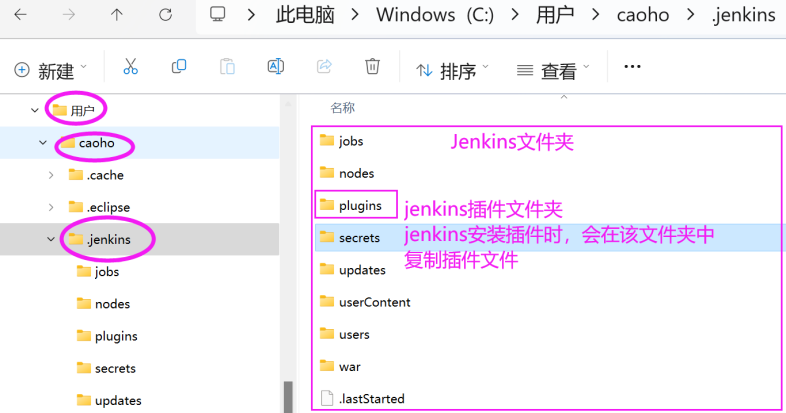 此电脑 > Windows (C:) > 用户 > caoho > .jenkins
新建 排序 查看 ...
用户
caoho
.cache
.eclipse
.jenkins
jobs
nodes
plugins
secrets
updates
名称
jobs
Jenkins文件夹
nodes
plugins
jenkins插件文件夹
secrets
jenkins安装插件时，会在该文件夹中
复制插件文件
updates
userContent
users
war
.lastStarted